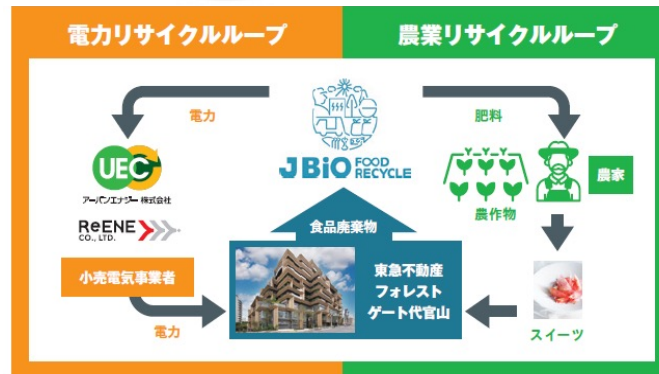 電力リサイクルループ
農業リサイクルループ
電力
肥料
JBiO FOOD
RECYCLE
UEC
アーバンエナジー 株式会社
ReENE
CO., LTD.
小売電気事業者
電力
食品廃棄物
東急不動産
フォレスト
ゲート代官山
農作物
農家
スイーツ